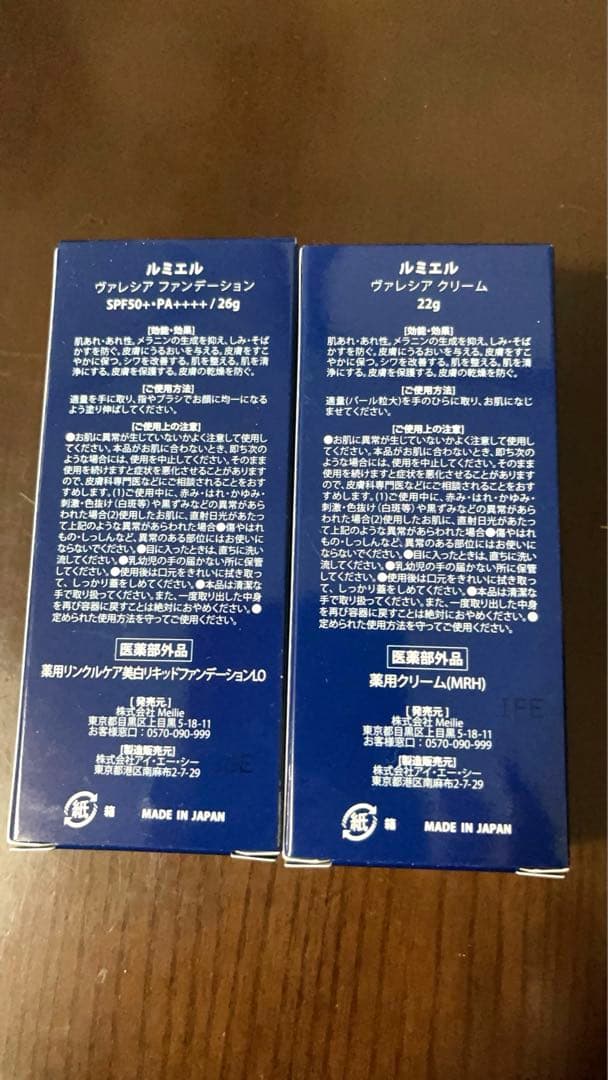 ルミエル
ヴァレシア ファンデーション
SPF50+・PA++++ / 26g
[効能・効果]
肌あれ・あれ性。メラニンの生成を抑え、しみ・そば
かすを防ぐ。皮膚にうるおいを与える。皮膚をすこ
やかに保つ。シワを改善する。肌を整える。肌を清
浄にする。皮膚を保護する。皮膚の乾燥を防ぐ。
[ご使用方法]
適量を手に取り、指やブラシでお顔に均一になる
よう塗り伸ばしてください。
[ご使用上の注意]
●お肌に異常が生じていないかよく注意して使用し
てください。本品がお肌に合わないとき、即ち次の
ような場合には、使用を中止してください。そのまま
使用を続けますと症状を悪化させることがあります
ので、皮膚科専門医などにご相談されることをおす
すめします。(1)ご使用中に、赤み・はれ・かゆみ・
刺激・色抜け(白斑等)や黒ずみなどの異常があらわ
れた場合(2)使用したお肌に、直射日光があたっ
て上記のような異常があらわれた場合●傷やはれ
もの・しっしんなど、異常のある部位にはお使いに
ならないでください。●目に入ったときは、直ちに洗い
流してください。●乳幼児の手の届かない所に保管
してください。●使用後は口元をきれいに拭き取っ
て、しっかり蓋をしめてください。●本品は清潔な
手で取り扱ってください。また、一度取り出した中身
を再び容器に戻すことは絶対におやめください。●
定められた使用方法を守ってご使用ください。
医薬部外品
薬用リンクルケア美白リキッドファンデーションLO
[ 発売元 ]
株式会社 Meilie
東京都目黒区上目黒 5-18-11
お客様窓口：0570-090-999
[製造販売元]
株式会社アイ・エー・シー
東京都港区南麻布2-7-29
紙 箱 MADE IN JAPAN
ルミエル
ヴァレシア クリーム
22g
[効能・効果]
肌あれ・あれ性。メラニンの生成を抑え、しみ・そば
かすを防ぐ。皮膚にうるおいを与える。皮膚をすこ
やかに保つ。シワを改善する。肌を整える。肌を清
浄にする。皮膚を保護する。皮膚の乾燥を防ぐ。
[ご使用方法]
適量(パール粒大)を手のひらに取り、お肌になじ
ませてください。
[ご使用上の注意]
●お肌に異常が生じていないかよく注意して使用し
てください。本品がお肌に合わないとき、即ち次の
ような場合には、使用を中止してください。そのまま
使用を続けますと症状を悪化させることがあります
ので、皮膚科専門医などにご相談されることをおす
すめします。(1)ご使用中に、赤み・はれ・かゆみ・
刺激・色抜け(白斑等)や黒ずみなどの異常があらわ
れた場合(2)使用したお肌に、直射日光があたっ
て上記のような異常があらわれた場合●傷やはれ
もの・しっしんなど、異常のある部位にはお使いに
ならないでください。●目に入ったときは、直ちに洗い
流してください。●乳幼児の手の届かない所に保管
してください。●使用後は口元をきれいに拭き取っ
て、しっかり蓋をしめてください。●本品は清潔な
手で取り扱ってください。また、一度取り出した中身
を再び容器に戻すことは絶対におやめください。●
定められた使用方法を守ってご使用ください。
医薬部外品
薬用クリーム(MRH)
IFE
[ 発売元 ]
株式会社 Meilie
東京都目黒区上目黒 5-18-11
お客様窓口：0570-090-999
[製造販売元]
株式会社アイ・エー・シー
東京都港区南麻布2-7-29
紙 箱 MADE IN JAPAN